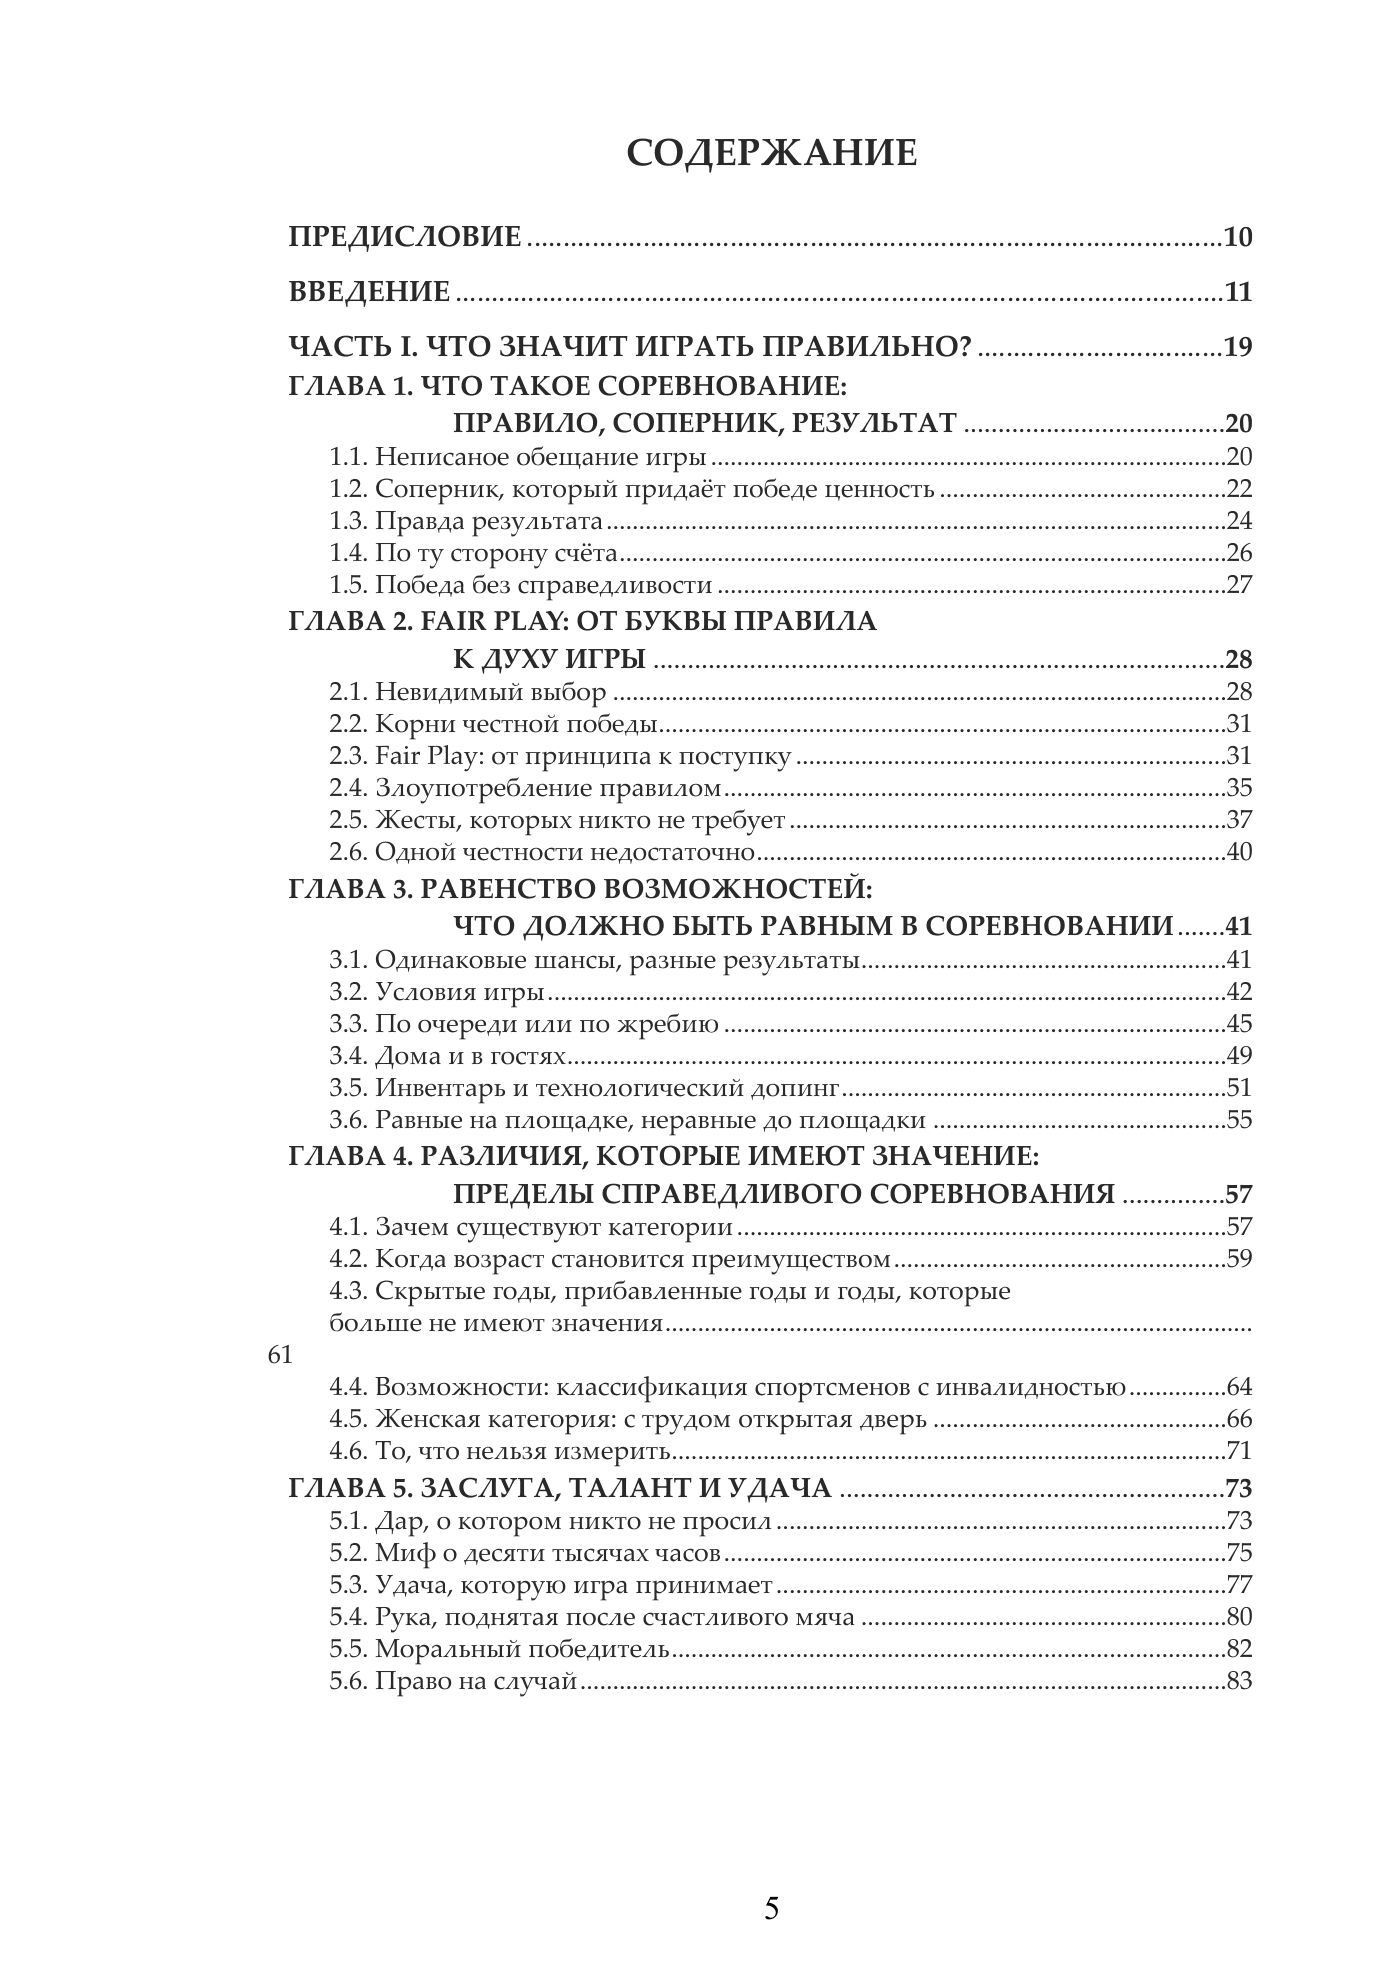 СОДЕРЖАНИЕ
ПРЕДИСЛОВИЕ ........ 10
ВВЕДЕНИЕ ........ 11
ЧАСТЬ I. ЧТО ЗНАЧИТ ИГРАТЬ ПРАВИЛЬНО? ........ 19
ГЛАВА 1. ЧТО ТАКОЕ СОРЕВНОВАНИЕ:
ПРАВИЛО, СОПЕРНИК, РЕЗУЛЬТАТ ........ 20
1.1. Неписаное обещание игры ........ 20
1.2. Соперник, который придаёт победе ценность ........ 22
1.3. Правда результата ........ 24
1.4. По ту сторону счёта ........ 26
1.5. Победа без справедливости ........ 27
ГЛАВА 2. FAIR PLAY: ОТ БУКВЫ ПРАВИЛА
К ДУХУ ИГРЫ ........ 28
2.1. Невидимый выбор ........ 28
2.2. Корни честной победы ........ 31
2.3. Fair Play: от принципа к поступку ........ 31
2.4. Злоупотребление правилом ........ 35
2.5. Жесты, которых никто не требует ........ 37
2.6. Одной честности недостаточно ........ 40
ГЛАВА 3. РАВЕНСТВО ВОЗМОЖНОСТЕЙ:
ЧТО ДОЛЖНО БЫТЬ РАВНЫМ В СОРЕВНОВАНИИ ........ 41
3.1. Одинаковые шансы, разные результаты ........ 41
3.2. Условия игры ........ 42
3.3. По очереди или по жребию ........ 45
3.4. Дома и в гостях ........ 49
3.5. Инвентарь и технологический допинг ........ 51
3.6. Равные на площадке, неравные до площадки ........ 55
ГЛАВА 4. РАЗЛИЧИЯ, КОТОРЫЕ ИМЕЮТ ЗНАЧЕНИЕ:
ПРЕДЕЛЫ СПРАВЕДЛИВОГО СОРЕВНОВАНИЯ ........ 57
4.1. Зачем существуют категории ........ 57
4.2. Когда возраст становится преимуществом ........ 59
4.3. Скрытые годы, прибавленные годы и годы, которые
больше не имеют значения ........
61
4.4. Возможности: классификация спортсменов с инвалидностью ........ 64
4.5. Женская категория: с трудом открытая дверь ........ 66
4.6. То, что нельзя измерить ........ 71
ГЛАВА 5. ЗАСЛУГА, ТАЛАНТ И УДАЧА ........ 73
5.1. Дар, о котором никто не просил ........ 73
5.2. Миф о десяти тысячах часов ........ 75
5.3. Удача, которую игра принимает ........ 77
5.4. Рука, поднятая после счастливого мяча ........ 80
5.5. Моральный победитель ........ 82
5.6. Право на случай ........ 83
5